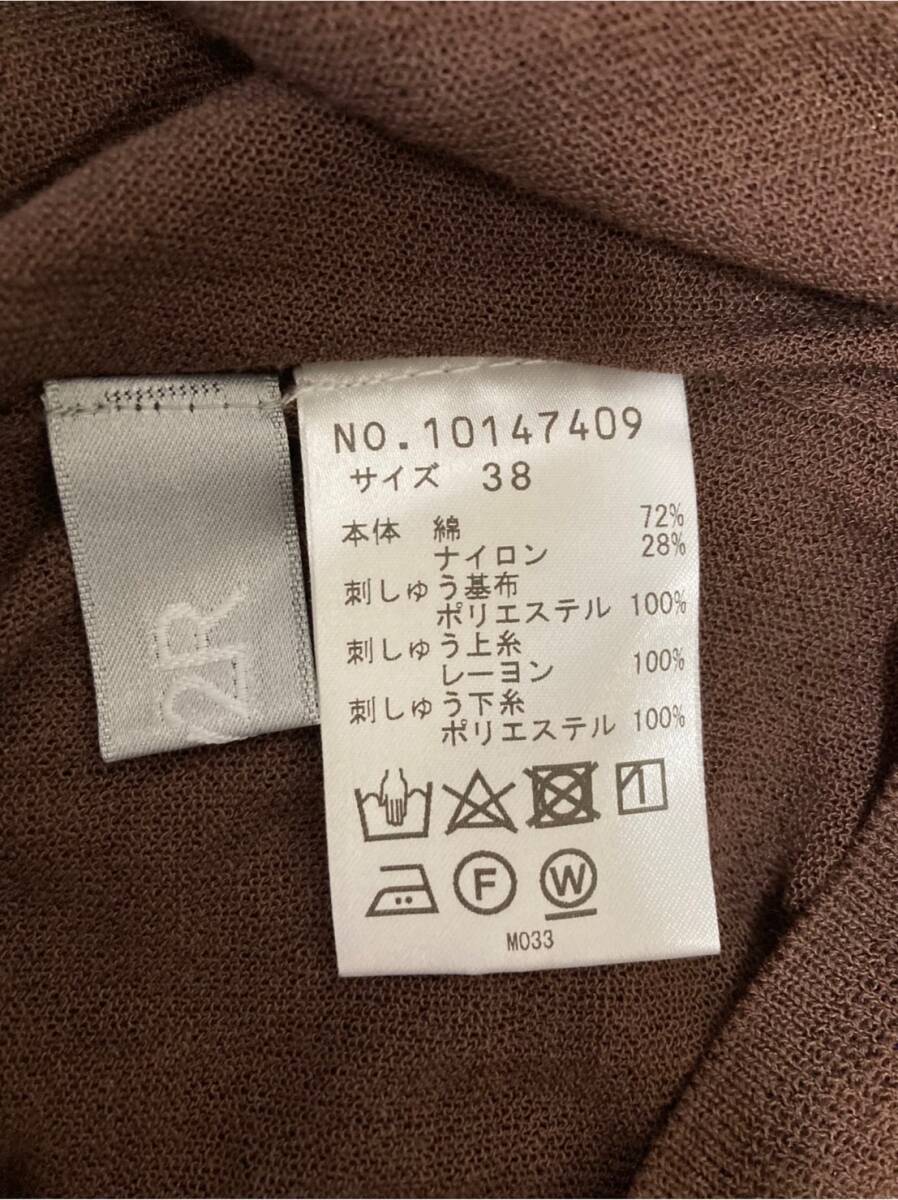 NO.10147409
サイズ 38
本体 綿 72%
ナイロン 28%
刺しゅう基布
ポリエステル 100%
刺しゅう上糸
レーヨン 100%
刺しゅう下糸
ポリエステル 100%
F
W
M033
2R